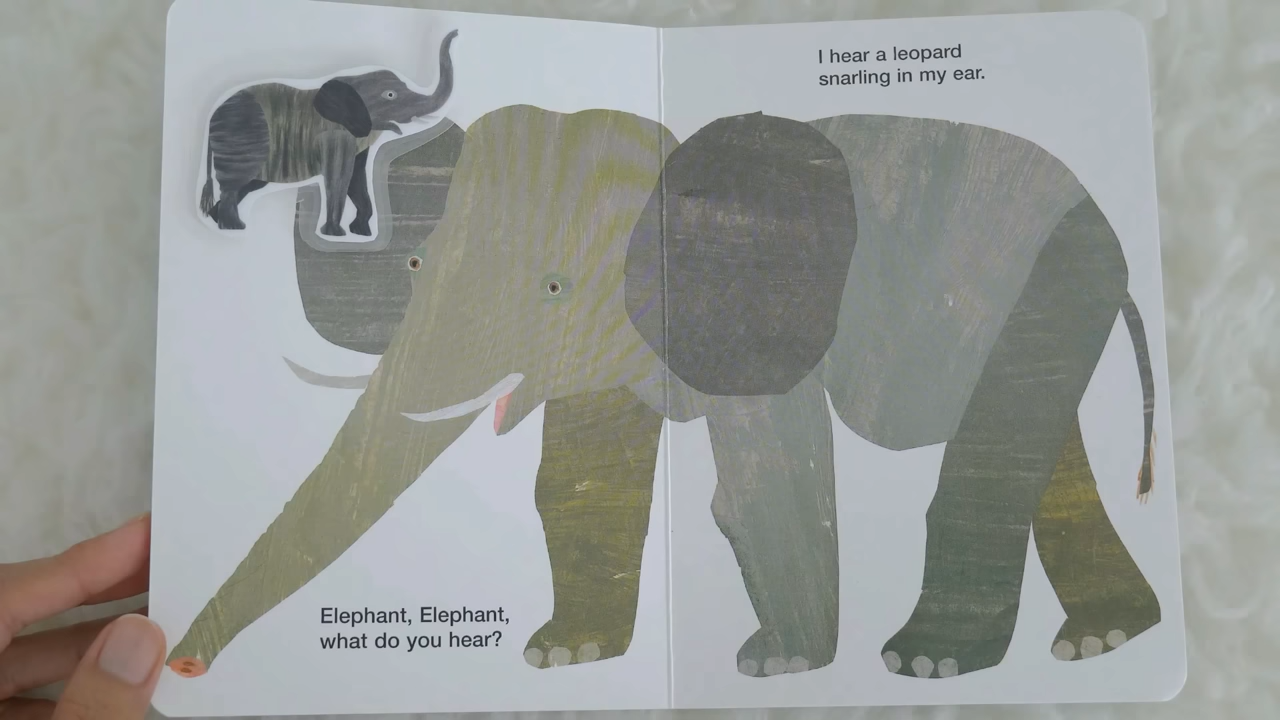 Elephant, Elephant,
what do you hear?
I hear a leopard
snarling in my ear.